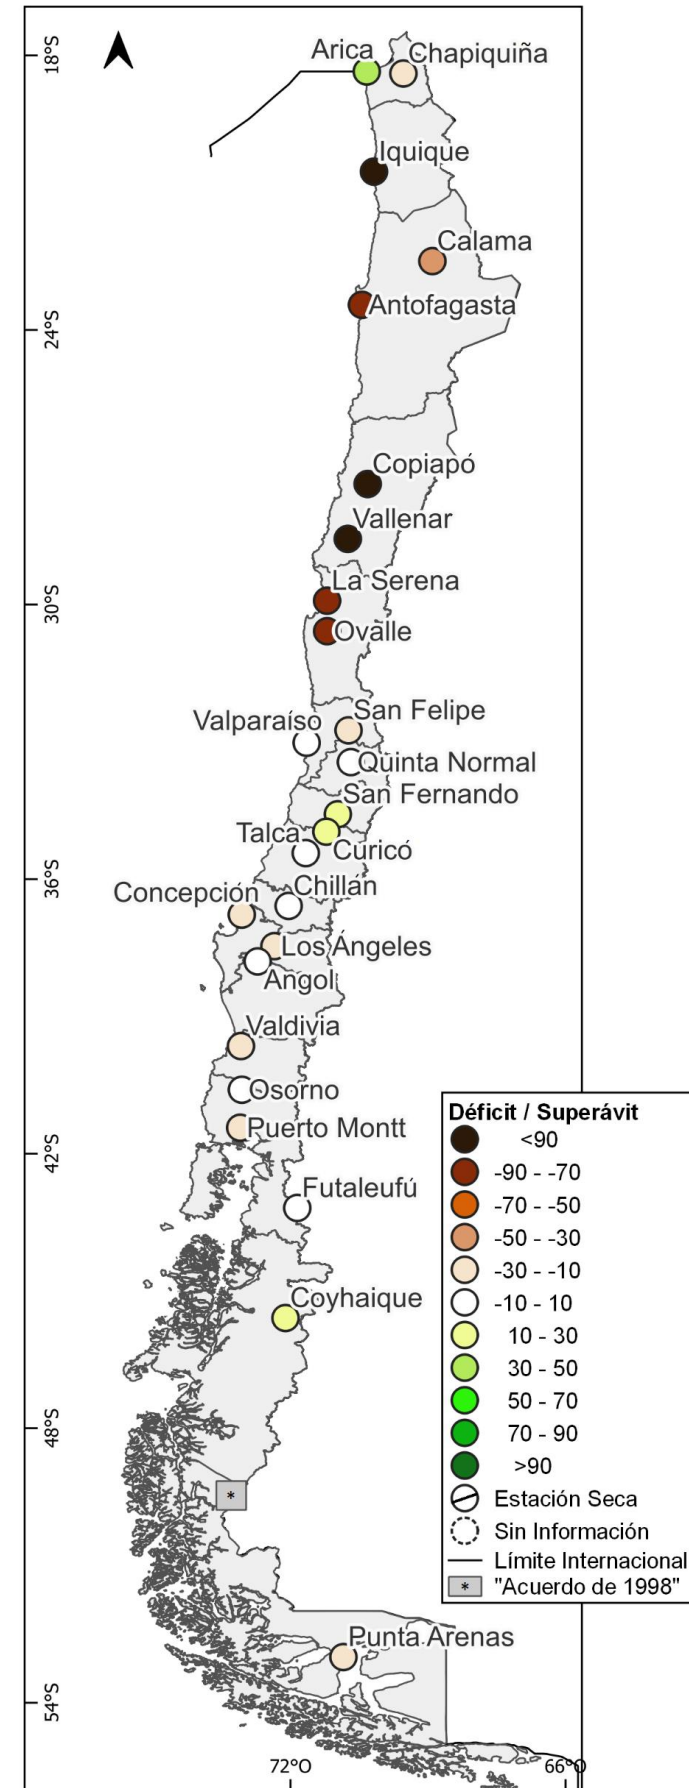 18°S
Arica
Chapiquiña
Iquique
Calama
Antofagasta
24°S
Copiapó
Vallenar
La Serena
30°S
Ovalle
San Felipe
Valparaíso
Quinta Normal
San Fernando
Talca
Curicó
36°S
Chillán
Concepción
Los Ángeles
Angol
Valdivia
Osorno
Puerto Montt
42°S
Futaleufú
Coyhaique
48°S
*
Punta Arenas
54°S
72°O
66°O
Déficit / Superávit
<90
-90 - -70
-70 - -50
-50 - -30
-30 - -10
-10 - 10
10 - 30
30 - 50
50 - 70
70 - 90
>90
Estación Seca
Sin Información
Límite Internacional
* "Acuerdo de 1998"